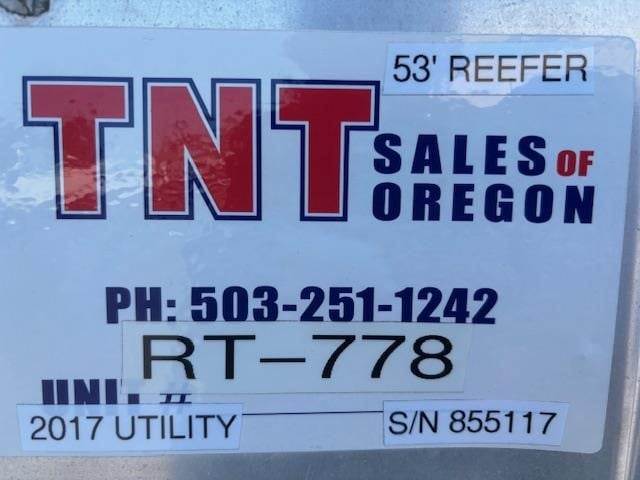 53' REEFER
TNT SALES OF
OREGON
PH: 503-251-1242
RT-778
UNIT #
2017 UTILITY
S/N 855117